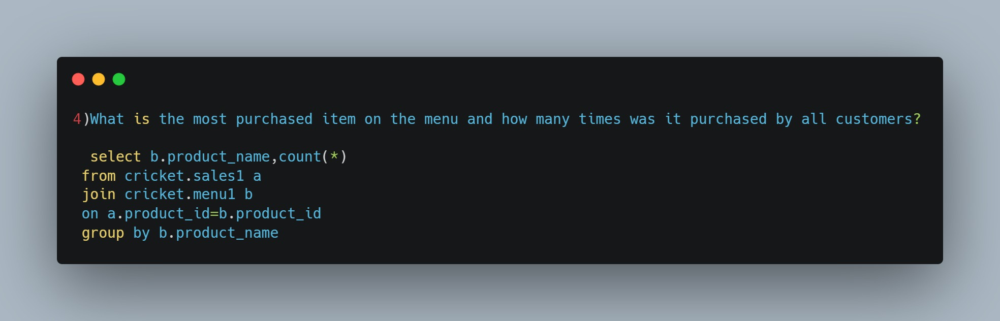 4)What is the most purchased item on the menu and how many times was it purchased by all customers?
select b.product_name,count(*)
from cricket.sales1 a
join cricket.menu1 b
on a.product_id=b.product_id
group by b.product_name